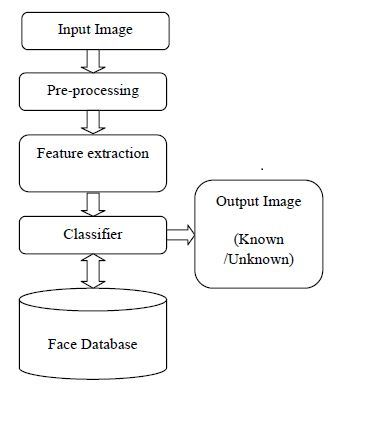 Input Image
Pre-processing
Feature extraction
Classifier
Output Image
(Known
/Unknown)
Face Database